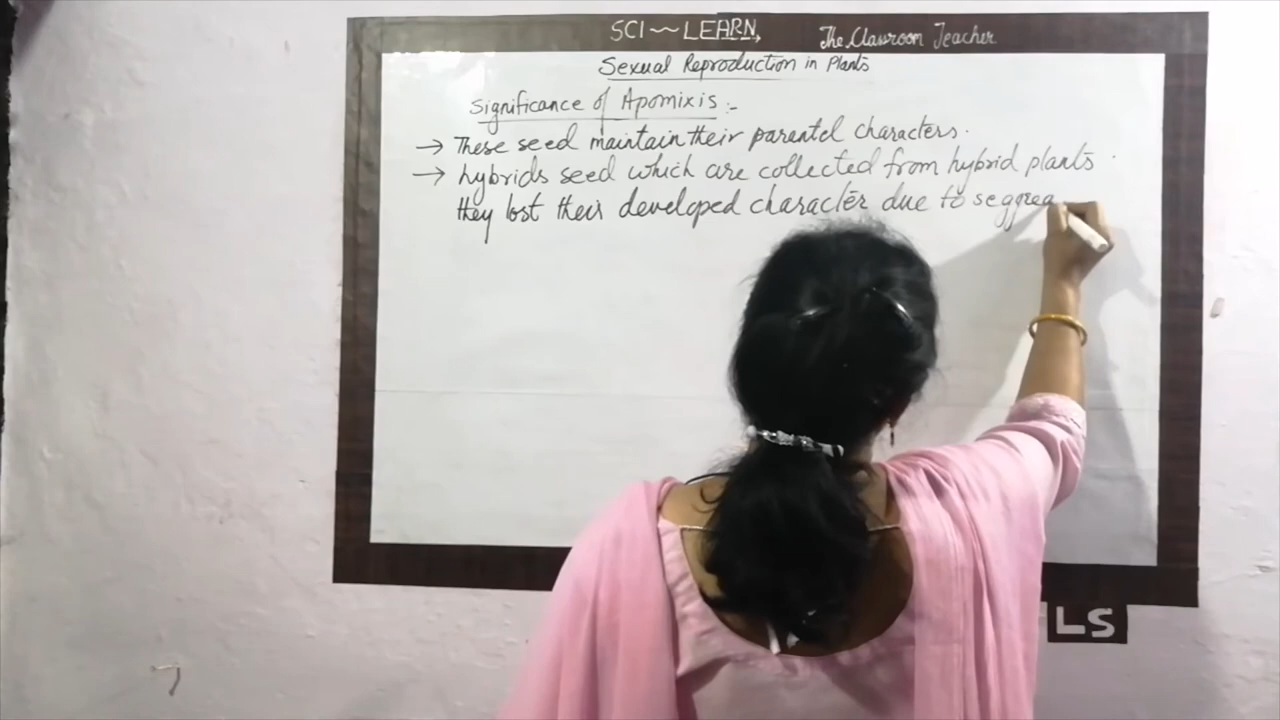 SCI~LEARN, The Classroom Teacher
Sexual Reproduction in Plants
Significance of Apomixis :-
→ These seed maintain their parental characters.
→ hybrids seed which are collected from hybrid plants
they lost their developed character due to seggrea
LS